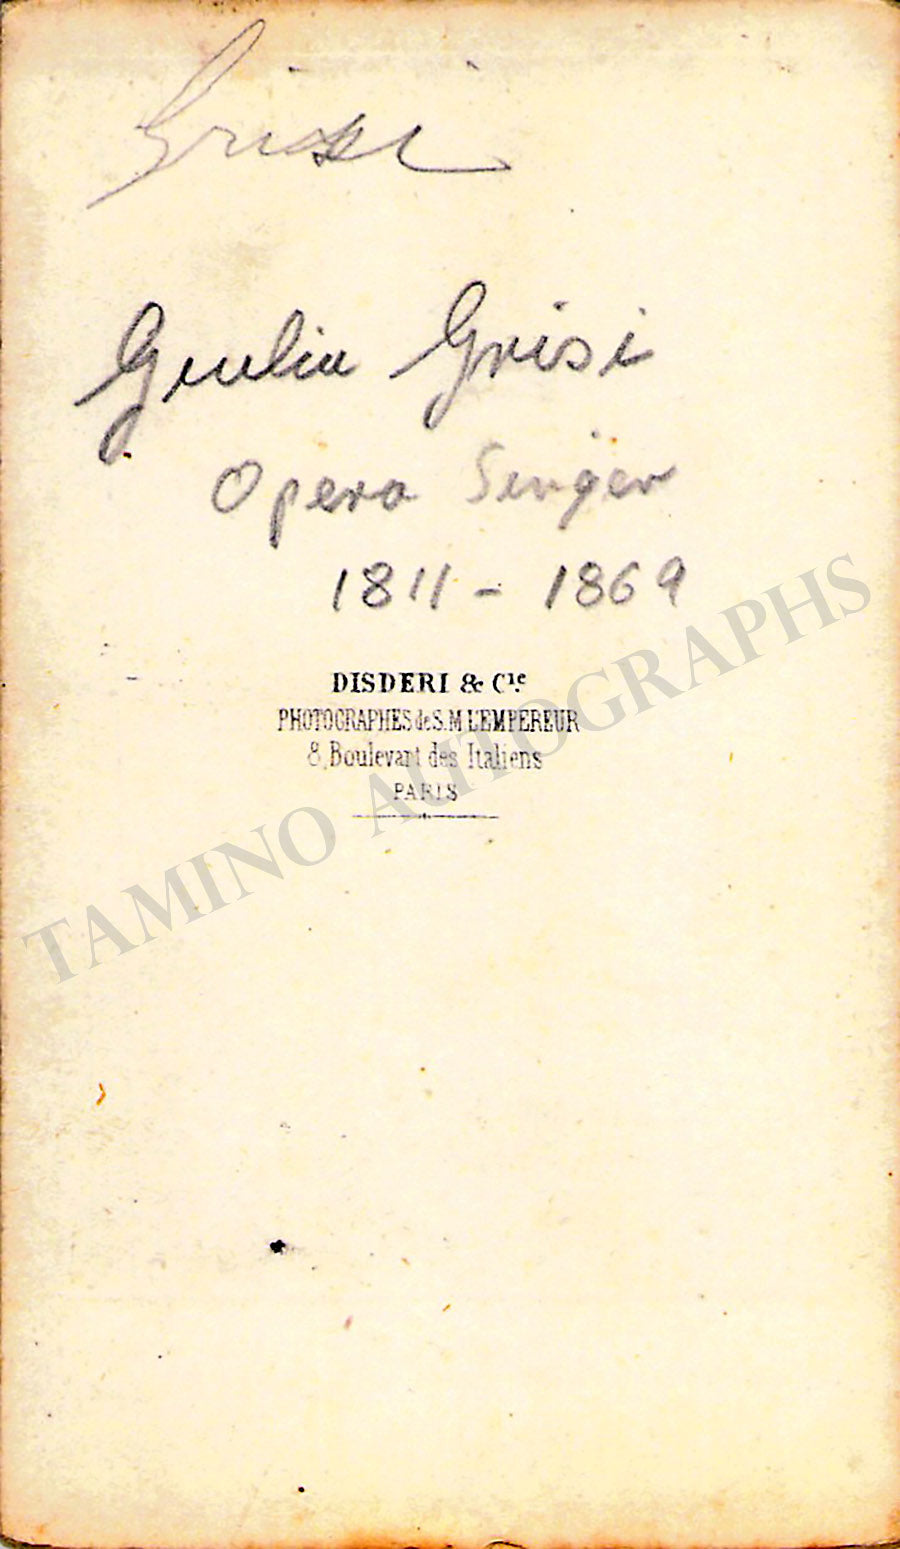 Grisi
Giulia Grisi
Opera Singer
1811 - 1869
DISDERI & Cie.
PHOTOGRAPHES de S. M. L'EMPEREUR
8, Boulevart des Italiens
PARIS
TAMINO AUTOGRAPHS